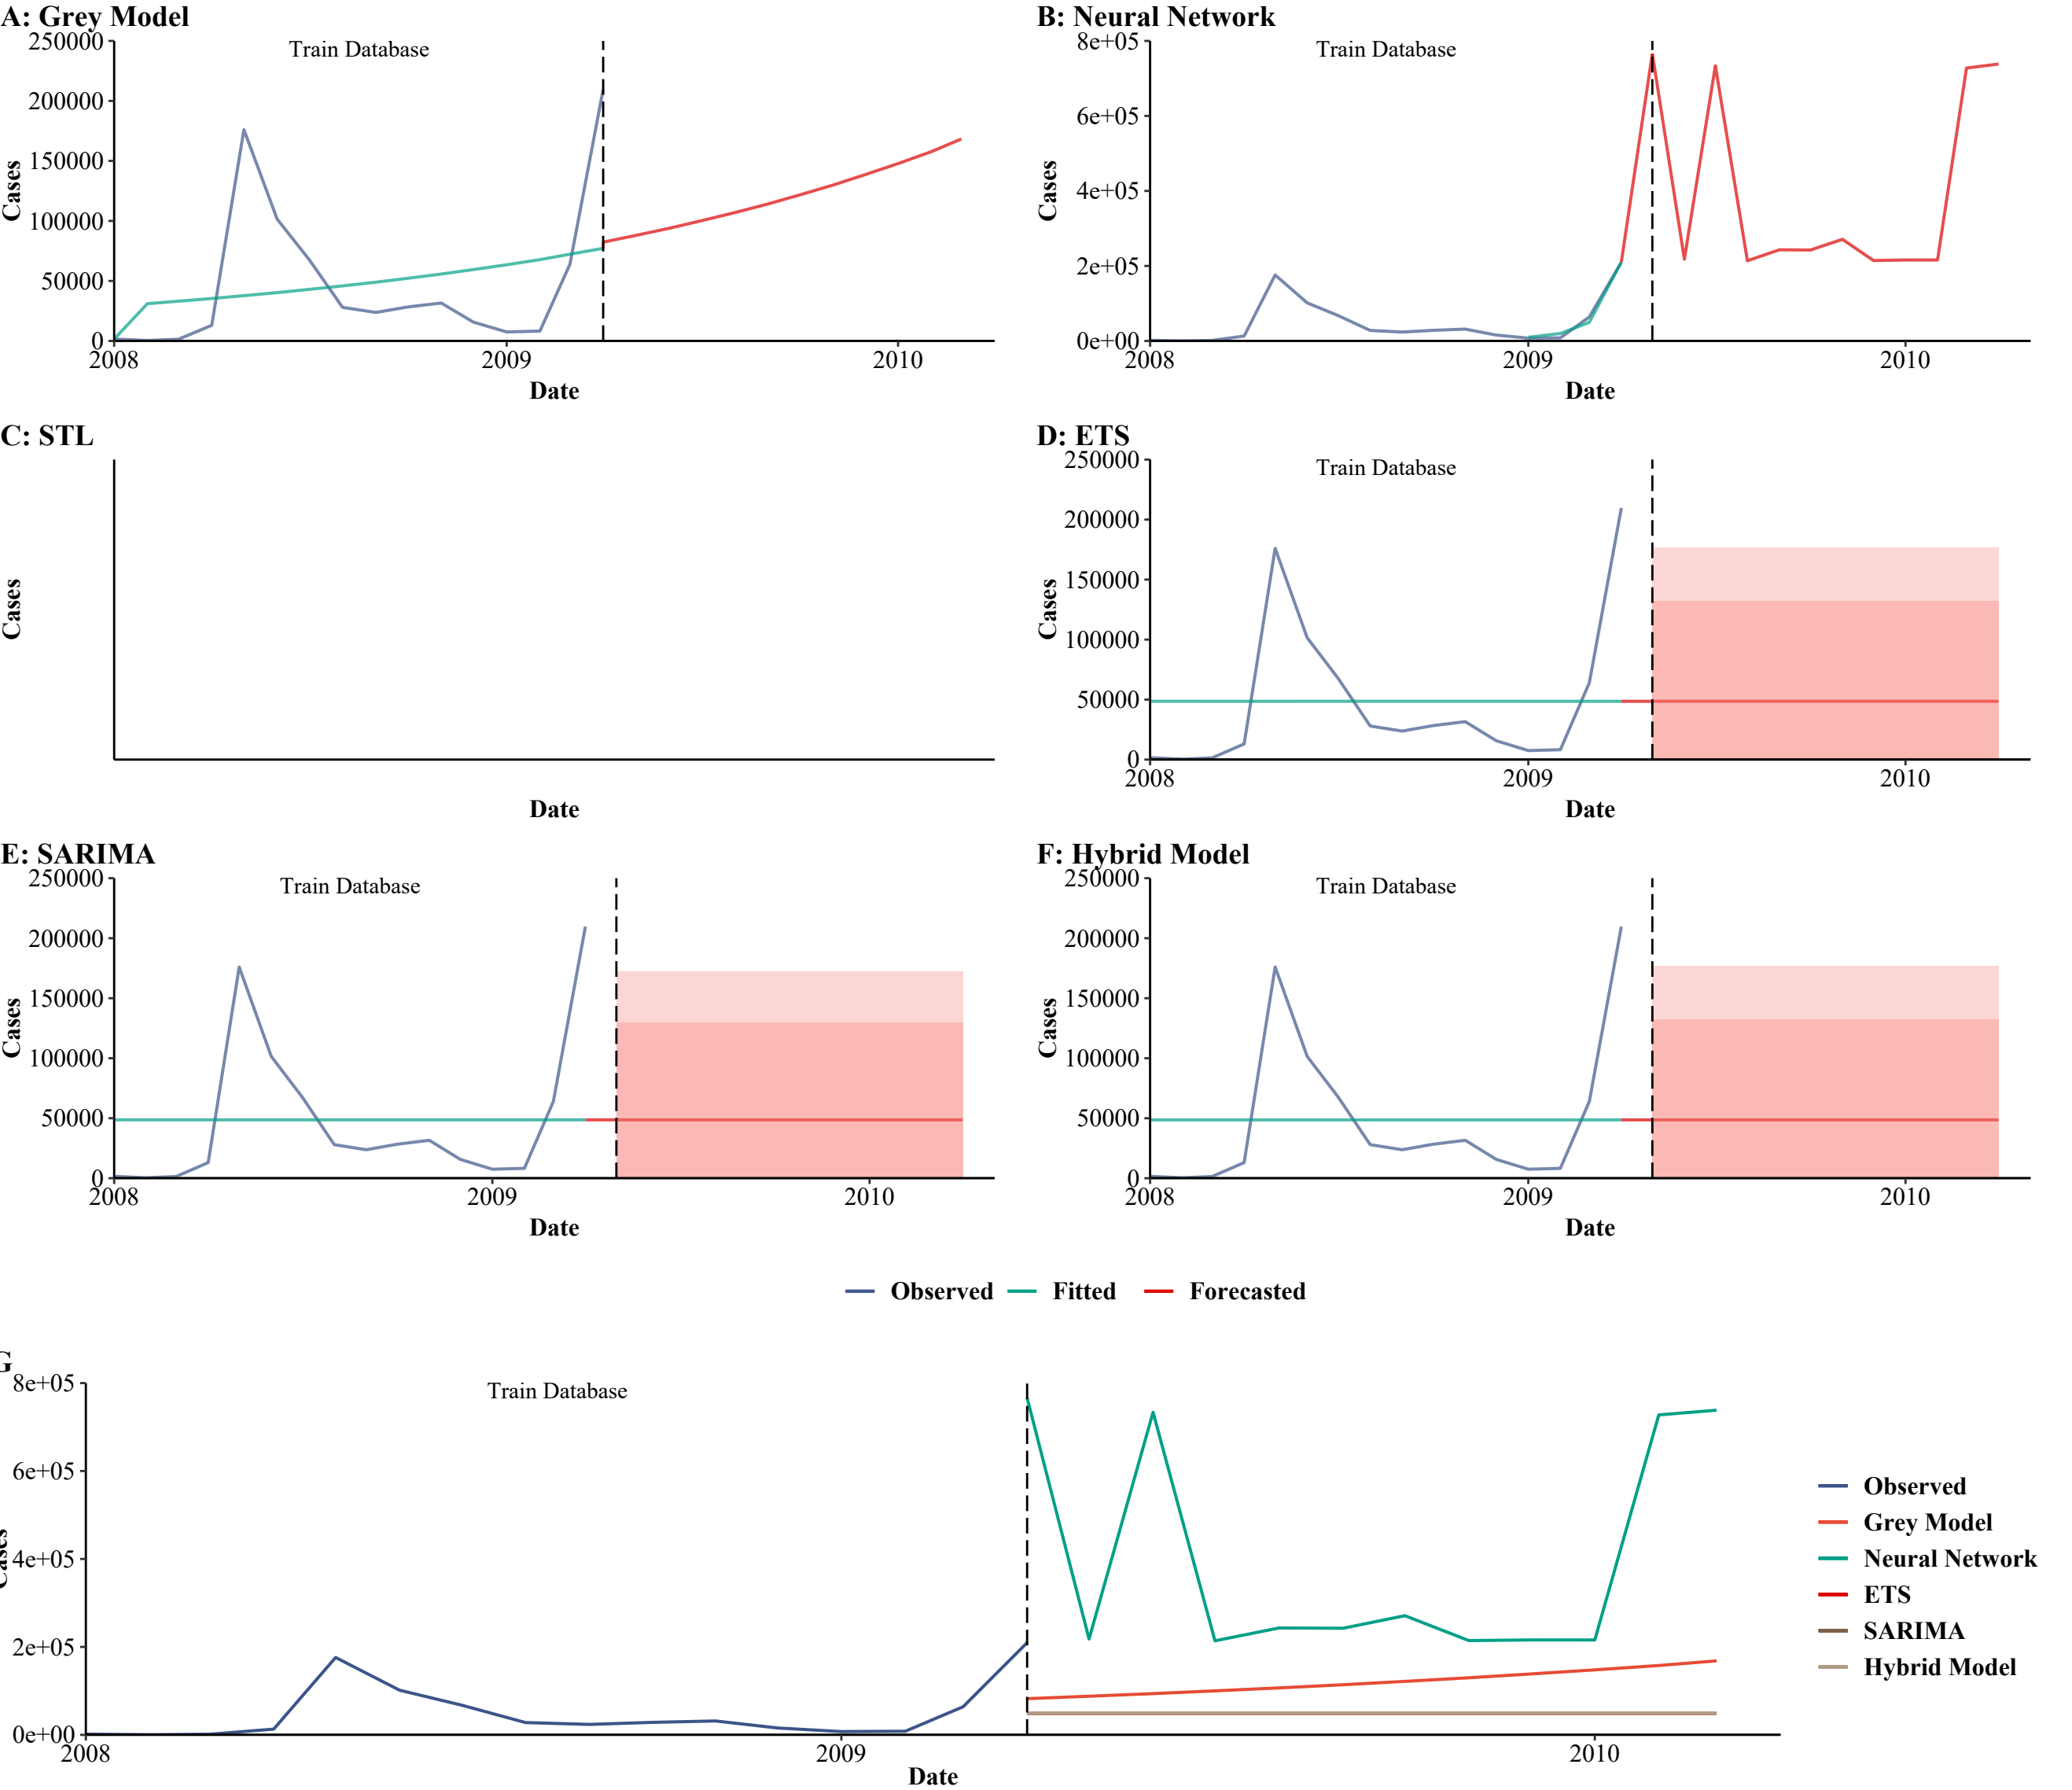 A: Grey Model
Train Database
250000
200000
150000
100000
50000
0
Cases
2008
2009
2010
Date
B: Neural Network
Train Database
8e+05
6e+05
4e+05
2e+05
0e+00
Cases
2008
2009
2010
Date
C: STL
Cases
Date
D: ETS
Train Database
250000
200000
150000
100000
50000
0
Cases
2008
2009
2010
Date
E: SARIMA
Train Database
250000
200000
150000
100000
50000
0
Cases
2008
2009
2010
Date
F: Hybrid Model
Train Database
250000
200000
150000
100000
50000
0
Cases
2008
2009
2010
Date
Observed
Fitted
Forecasted
G
Train Database
8e+05
6e+05
4e+05
2e+05
0e+00
Cases
2008
2009
2010
Date
Observed
Grey Model
Neural Network
ETS
SARIMA
Hybrid Model